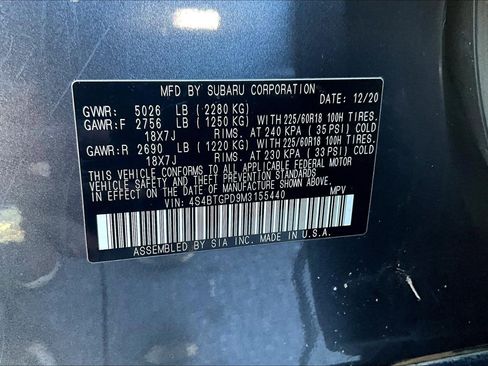 MFD BY SUBARU CORPORATION
DATE: 12/20
GVWR: 5026 LB (2280 KG)
GAWR:F 2756 LB (1250 KG) WITH 225/60R18 100H TIRES.
18X7J RIMS. AT 240 KPA (35 PSI) COLD
GAWR:R 2690 LB (1220 KG) WITH 225/60R18 100H TIRES.
18X7J RIMS. AT 230 KPA (33 PSI) COLD
THIS VEHICLE CONFORMS TO ALL APPLICABLE FEDERAL MOTOR
VEHICLE SAFETY, BUMPER, AND THEFT PREVENTION STANDARDS
IN EFFECT ON THE DATE OF MANUFACTURE SHOWN ABOVE.
VIN: 4S4BTGPD9M3155440 MPV
ASSEMBLED BY SIA INC. MADE IN U.S.A.